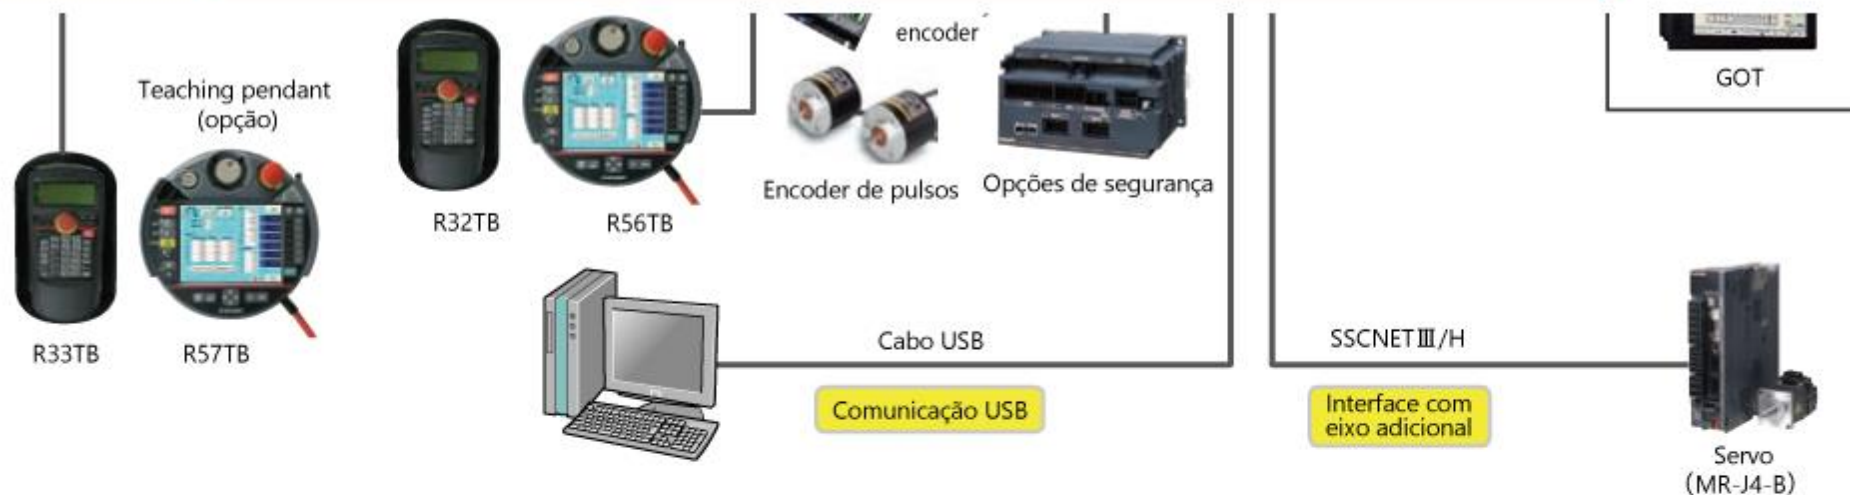 encoder
GOT
Teaching pendant
(opção)
Encoder de pulsos
Opções de segurança
R32TB
R56TB
R33TB
R57TB
Cabo USB
SSCNETⅢ/H
Comunicação USB
Interface com
eixo adicional
Servo
(MR-J4-B)